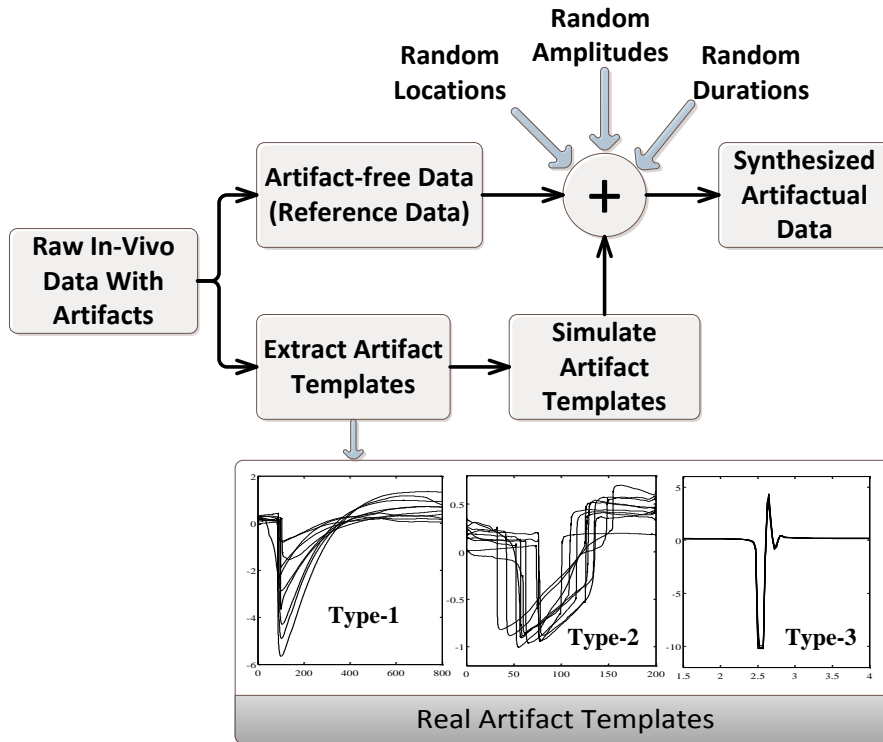 Random
Locations
Random
Amplitudes
Random
Durations
Artifact-free Data
(Reference Data)
+
Synthesized
Artifactual
Data
Raw In-Vivo
Data With
Artifacts
Extract Artifact
Templates
Simulate
Artifact
Templates
2
0
-2
-4
-6
0 200 400 600 800
Type-1
0.5
0
-0.5
-1
0 50 100 150 200
Type-2
5
0
-5
-10
1.5 2 2.5 3 3.5 4
Type-3
Real Artifact Templates